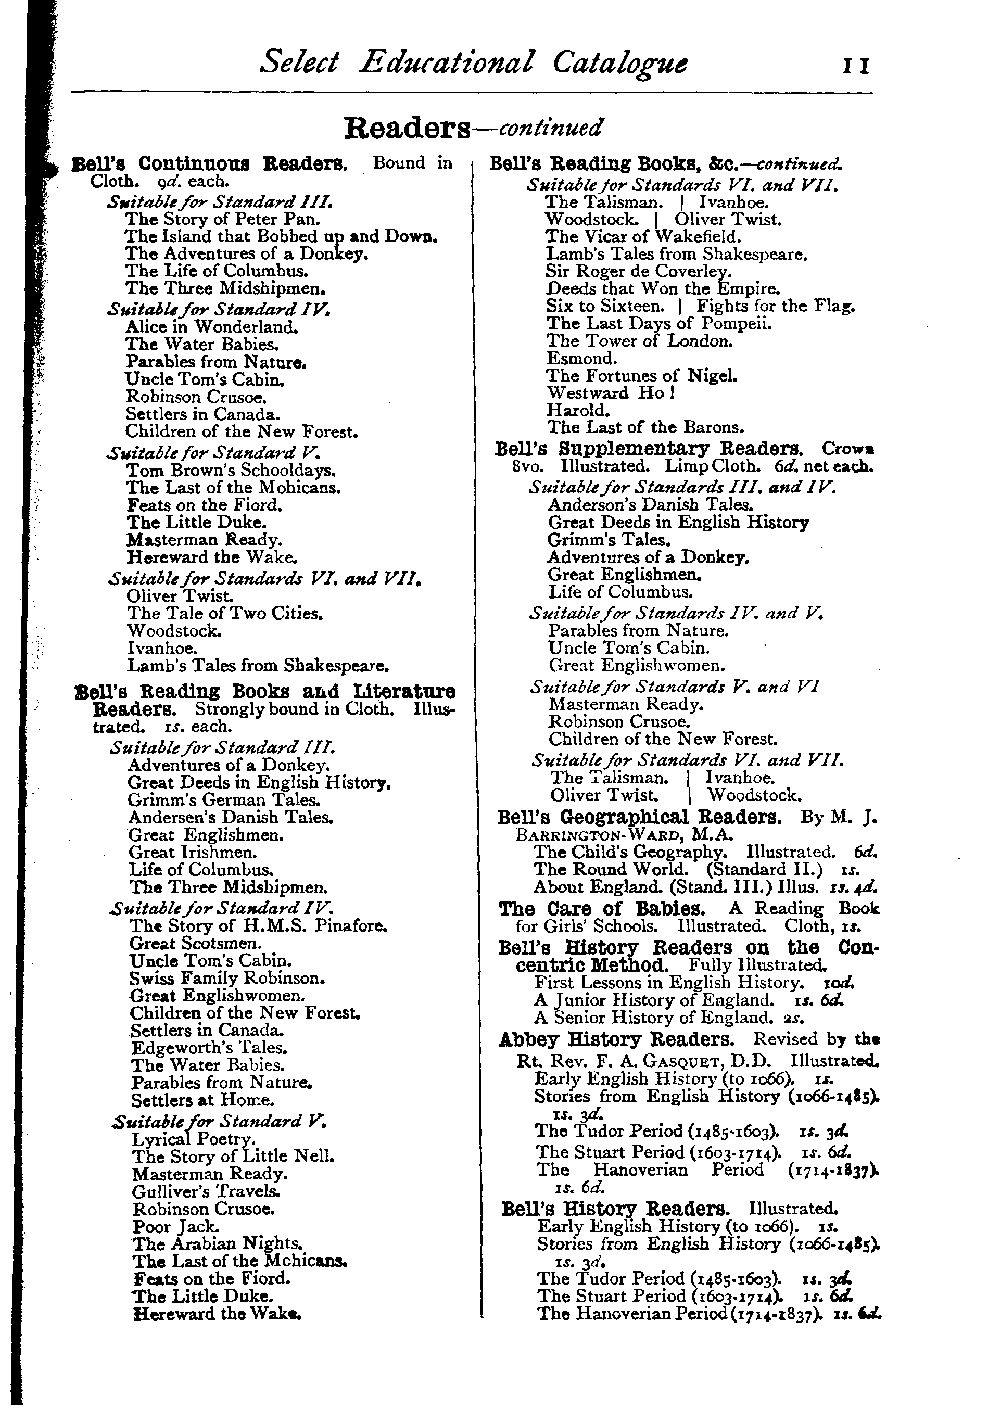 Select Educational Catalogue 11
Readers—continued
Bell's Continuous Readers. Bound in
Cloth. 9d. each.
Suitable for Standard III.
The Story of Peter Pan.
The Island that Bobbed up and Down.
The Adventures of a Donkey.
The Life of Columbus.
The Three Midshipmen.
Suitable for Standard IV.
Alice in Wonderland.
The Water Babies.
Parables from Nature.
Uncle Tom's Cabin.
Robinson Crusoe.
Settlers in Canada.
Children of the New Forest.
Suitable for Standard V.
Tom Brown's Schooldays.
The Last of the Mohicans.
Feats on the Fiord.
The Little Duke.
Masterman Ready.
Hereward the Wake.
Suitable for Standards VI. and VII.
Oliver Twist.
The Tale of Two Cities.
Woodstock.
Ivanhoe.
Lamb's Tales from Shakespeare.
Bell's Reading Books and Literature
Readers. Strongly bound in Cloth. Illus-
trated. 1s. each.
Suitable for Standard III.
Adventures of a Donkey.
Great Deeds in English History.
Grimm's German Tales.
Andersen's Danish Tales.
Great Englishmen.
Great Irishmen.
Life of Columbus.
The Three Midshipmen.
Suitable for Standard IV.
The Story of H.M.S. Pinafore.
Great Scotsmen.
Uncle Tom's Cabin.
Swiss Family Robinson.
Great Englishwomen.
Children of the New Forest.
Settlers in Canada.
Edgeworth's Tales.
The Water Babies.
Parables from Nature.
Settlers at Home.
Suitable for Standard V.
Lyrical Poetry.
The Story of Little Nell.
Masterman Ready.
Gulliver's Travels.
Robinson Crusoe.
Poor Jack.
The Arabian Nights.
The Last of the Mohicans.
Feats on the Fiord.
The Little Duke.
Hereward the Wake.
Bell's Reading Books, &c.—continued.
Suitable for Standards VI. and VII.
The Talisman. | Ivanhoe.
Woodstock. | Oliver Twist.
The Vicar of Wakefield.
Lamb's Tales from Shakespeare.
Sir Roger de Coverley.
Deeds that Won the Empire.
Six to Sixteen. | Fights for the Flag.
The Last Days of Pompeii.
The Tower of London.
Esmond.
The Fortunes of Nigel.
Westward Ho!
Harold.
The Last of the Barons.
Bell's Supplementary Readers. Crown
8vo. Illustrated. Limp Cloth. 6d. net each.
Suitable for Standards III. and IV.
Anderson's Danish Tales.
Great Deeds in English History
Grimm's Tales.
Adventures of a Donkey.
Great Englishmen.
Life of Columbus.
Suitable for Standards IV. and V.
Parables from Nature.
Uncle Tom's Cabin.
Great Englishwomen.
Suitable for Standards V. and VI
Masterman Ready.
Robinson Crusoe.
Children of the New Forest.
Suitable for Standards VI. and VII.
The Talisman. | Ivanhoe.
Oliver Twist. | Woodstock.
Bell's Geographical Readers. By M. J.
BARRINGTON-WARD, M.A.
The Child's Geography. Illustrated. 6d.
The Round World. (Standard II.) 1s.
About England. (Stand. III.) Illus. 1s. 4d.
The Care of Babies. A Reading Book
for Girls' Schools. Illustrated. Cloth, 1s.
Bell's History Readers on the Con-
centric Method. Fully Illustrated.
First Lessons in English History. 10d.
A Junior History of England. 1s. 6d.
A Senior History of England. 2s.
Abbey History Readers. Revised by the
Rt. Rev. F. A. GASQUET, D.D. Illustrated.
Early English History (to 1066). 1s.
Stories from English History (1066-1485).
1s. 3d.
The Tudor Period (1485-1603). 1s. 3d.
The Stuart Period (1603-1714). 1s. 6d.
The Hanoverian Period (1714-1837).
1s. 6d.
Bell's History Readers. Illustrated.
Early English History (to 1066). 1s.
Stories from English History (1066-1485).
1s. 3d.
The Tudor Period (1485-1603). 1s. 3d.
The Stuart Period (1603-1714). 1s. 6d.
The Hanoverian Period (1714-1837). 1s. 6d.